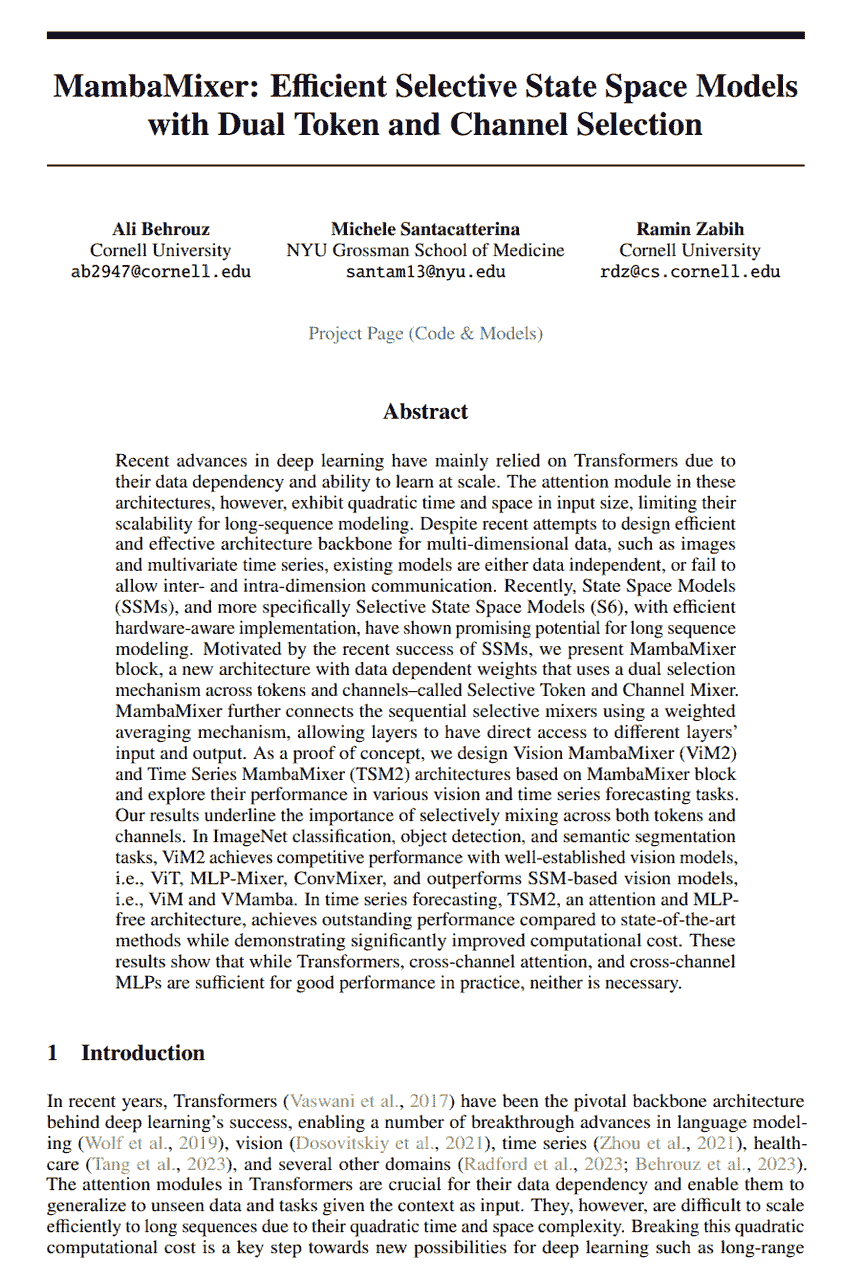 MambaMixer: Efficient Selective State Space Models
with Dual Token and Channel Selection
Ali Behrouz
Cornell University
ab2947@cornell.edu
Michele Santacatterina
NYU Grossman School of Medicine
santam13@nyu.edu
Ramin Zabih
Cornell University
rdz@cs.cornell.edu
Project Page (Code & Models)
Abstract
Recent advances in deep learning have mainly relied on Transformers due to
their data dependency and ability to learn at scale. The attention module in these
architectures, however, exhibit quadratic time and space in input size, limiting their
scalability for long-sequence modeling. Despite recent attempts to design efficient
and effective architecture backbone for multi-dimensional data, such as images
and multivariate time series, existing models are either data independent, or fail to
allow inter- and intra-dimension communication. Recently, State Space Models
(SSMs), and more specifically Selective State Space Models (S6), with efficient
hardware-aware implementation, have shown promising potential for long sequence
modeling. Motivated by the recent success of SSMs, we present MambaMixer
block, a new architecture with data dependent weights that uses a dual selection
mechanism across tokens and channels–called Selective Token and Channel Mixer.
MambaMixer further connects the sequential selective mixers using a weighted
averaging mechanism, allowing layers to have direct access to different layers'
input and output. As a proof of concept, we design Vision MambaMixer (ViM2)
and Time Series MambaMixer (TSM2) architectures based on MambaMixer block
and explore their performance in various vision and time series forecasting tasks.
Our results underline the importance of selectively mixing across both tokens and
channels. In ImageNet classification, object detection, and semantic segmentation
tasks, ViM2 achieves competitive performance with well-established vision models,
i.e., ViT, MLP-Mixer, ConvMixer, and outperforms SSM-based vision models,
i.e., ViM and VMamba. In time series forecasting, TSM2, an attention and MLP-
free architecture, achieves outstanding performance compared to state-of-the-art
methods while demonstrating significantly improved computational cost. These
results show that while Transformers, cross-channel attention, and cross-channel
MLPs are sufficient for good performance in practice, neither is necessary.
1 Introduction
In recent years, Transformers (Vaswani et al., 2017) have been the pivotal backbone architecture
behind deep learning's success, enabling a number of breakthrough advances in language model-
ing (Wolf et al., 2019), vision (Dosovitskiy et al., 2021), time series (Zhou et al., 2021), health-
care (Tang et al., 2023), and several other domains (Radford et al., 2023; Behrouz et al., 2023).
The attention modules in Transformers are crucial for their data dependency and enable them to
generalize to unseen data and tasks given the context as input. They, however, are difficult to scale
efficiently to long sequences due to their quadratic time and space complexity. Breaking this quadratic
computational cost is a key step towards new possibilities for deep learning such as long-range